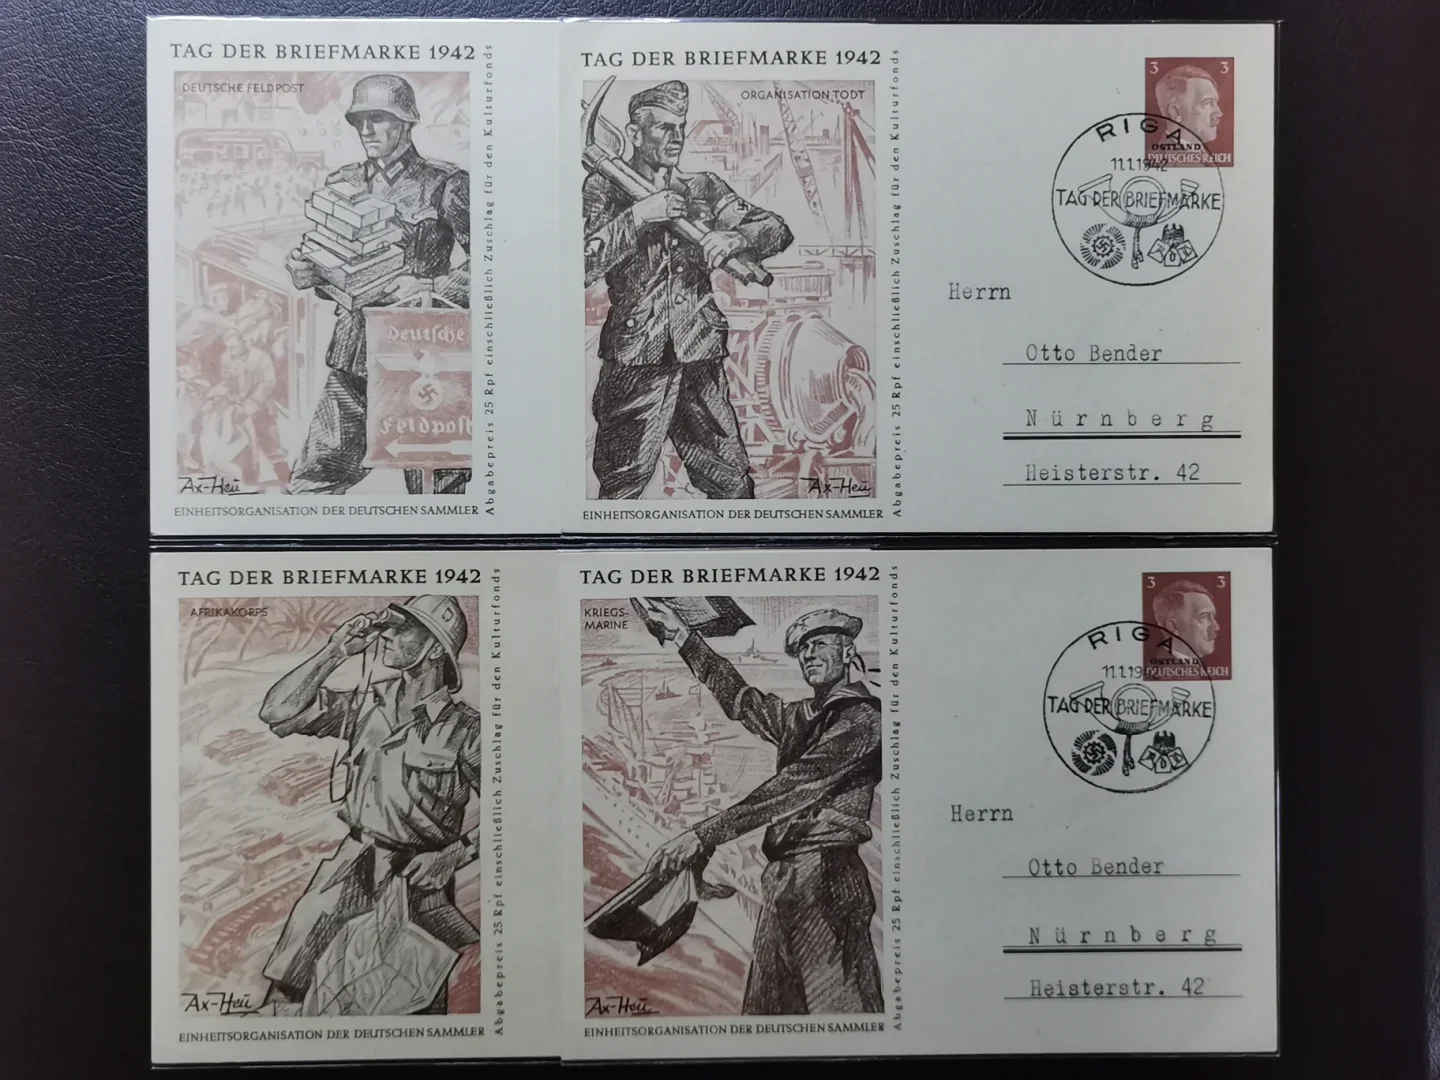 TAG DER BRIEFMARKE 1942
DEUTSCHE FELDPOST
Deutsche
Feldpost
Ax-Heu
EINHEITSORGANISATION DER DEUTSCHEN SAMMLER
Abgabepreis 25 Rpf einschließlich Zuschlag für den Kulturfonds
TAG DER BRIEFMARKE 1942
ORGANISATION TODT
Ax-Heu
EINHEITSORGANISATION DER DEUTSCHEN SAMMLER
Abgabepreis 25 Rpf einschließlich Zuschlag für den Kulturfonds
3 3
OSTLAND
DEUTSCHES REICH
RIGA
11.1.1942
TAG DER BRIEFMARKE
Herrn
Otto Bender
Nürnberg
Heisterstr. 42
TAG DER BRIEFMARKE 1942
AFRIKAKORPS
Ax-Heu
EINHEITSORGANISATION DER DEUTSCHEN SAMMLER
Abgabepreis 25 Rpf einschließlich Zuschlag für den Kulturfonds
TAG DER BRIEFMARKE 1942
KRIEGS-
MARINE
Ax-Heu
EINHEITSORGANISATION DER DEUTSCHEN SAMMLER
Abgabepreis 25 Rpf einschließlich Zuschlag für den Kulturfonds
3 3
OSTLAND
DEUTSCHES REICH
RIGA
11.1.19
TAG DER BRIEFMARKE
Herrn
Otto Bender
Nürnberg
Heisterstr. 42